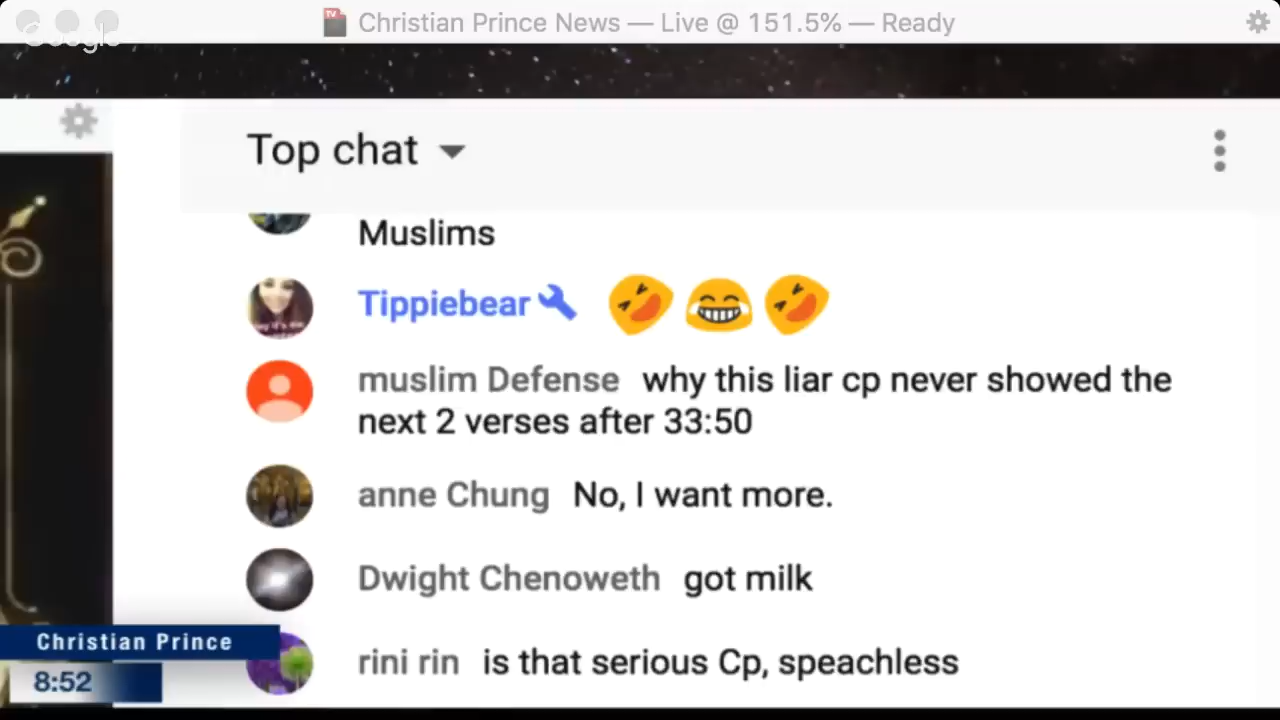 Christian Prince News — Live @ 151.5% — Ready
Google
Top chat
Muslims
Tippiebear 🤣 😂 🤣
muslim Defense why this liar cp never showed the
next 2 verses after 33:50
anne Chung No, I want more.
Dwight Chenoweth got milk
rini rin is that serious Cp, speachless
Christian Prince
8:52